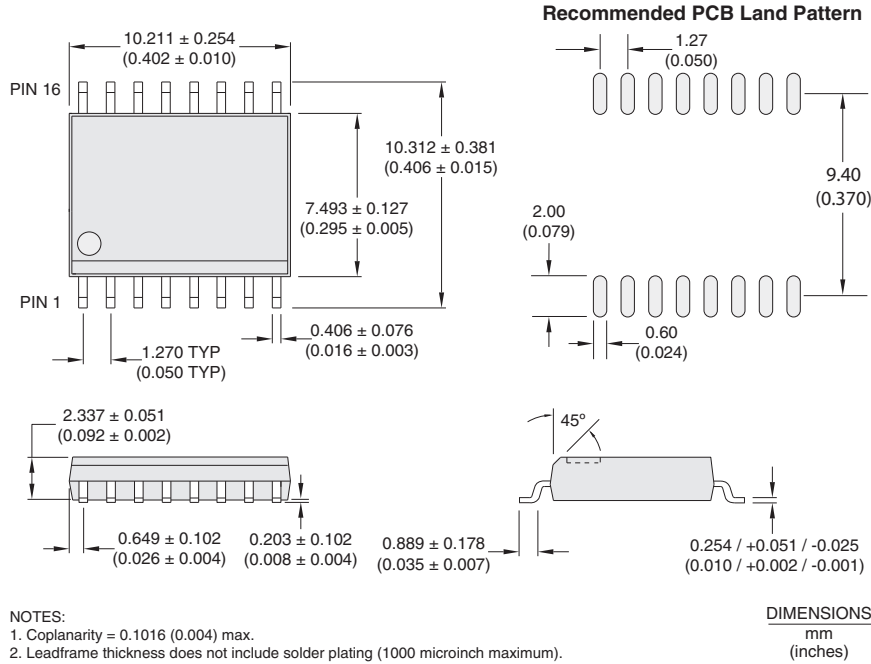 Recommended PCB Land Pattern
10.211 ± 0.254
(0.402 ± 0.010)
PIN 16
10.312 ± 0.381
(0.406 ± 0.015)
7.493 ± 0.127
(0.295 ± 0.005)
PIN 1
1.270 TYP
(0.050 TYP)
0.406 ± 0.076
(0.016 ± 0.003)
1.27
(0.050)
9.40
(0.370)
2.00
(0.079)
0.60
(0.024)
2.337 ± 0.051
(0.092 ± 0.002)
0.649 ± 0.102
(0.026 ± 0.004)
0.203 ± 0.102
(0.008 ± 0.004)
45º
0.889 ± 0.178
(0.035 ± 0.007)
0.254 / +0.051 / -0.025
(0.010 / +0.002 / -0.001)
NOTES:
1. Coplanarity = 0.1016 (0.004) max.
2. Leadframe thickness does not include solder plating (1000 microinch maximum).
DIMENSIONS
mm
(inches)